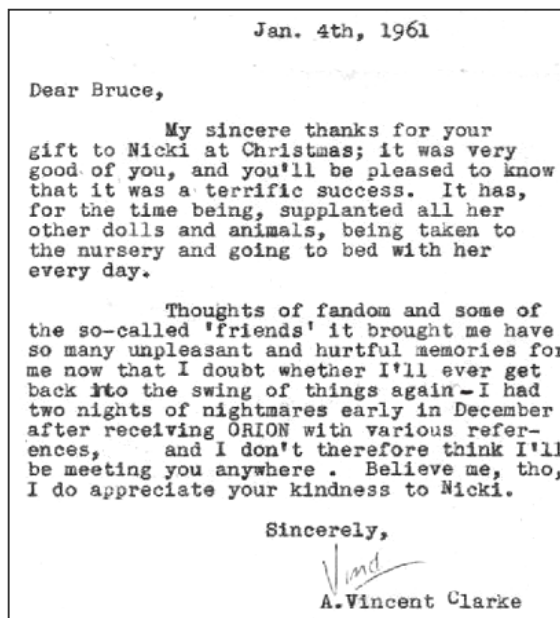 Jan. 4th, 1961
Dear Bruce,
My sincere thanks for your
gift to Nicki at Christmas; it was very
good of you, and you'll be pleased to know
that it was a terrific success. It has,
for the time being, supplanted all her
other dolls and animals, being taken to
the nursery and going to bed with her
every day.
Thoughts of fandom and some of
the so-called 'friends' it brought me have
so many unpleasant and hurtful memories for
me now that I doubt whether I'll ever get
back into the swing of things again - I had
two nights of nightmares early in December
after receiving ORION with various refer-
ences, and I don't therefore think I'll
be meeting you anywhere . Believe me, tho,
I do appreciate your kindness to Nicki.
Sincerely,
A.Vincent Clarke